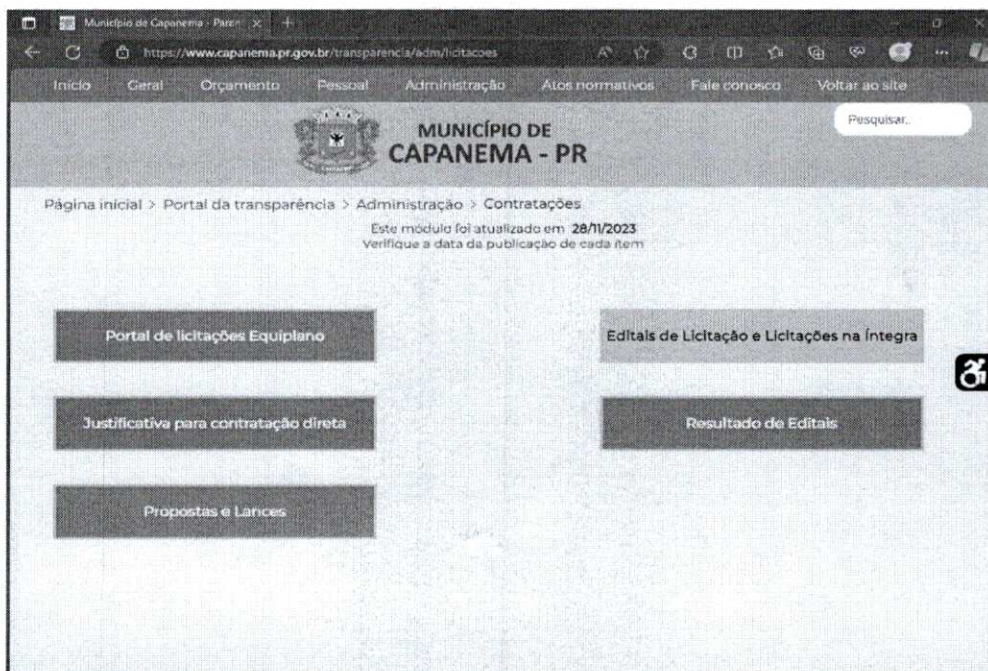 Município de Capanema - Paran
https://www.capanema.pr.gov.br/transparencia/adm/licitacoes
Início Geral Orçamento Pessoal Administração Atos normativos Fale conosco Voltar ao site
Pesquisar..
MUNICÍPIO DE
CAPANEMA - PR
Página inicial > Portal da transparência > Administração > Contratações
Este módulo foi atualizado em 28/11/2023
Verifique a data da publicação de cada item
Portal de licitações Equiplano
Editais de Licitação e Licitações na Íntegra
Justificativa para contratação direta
Resultado de Editais
Propostas e Lances